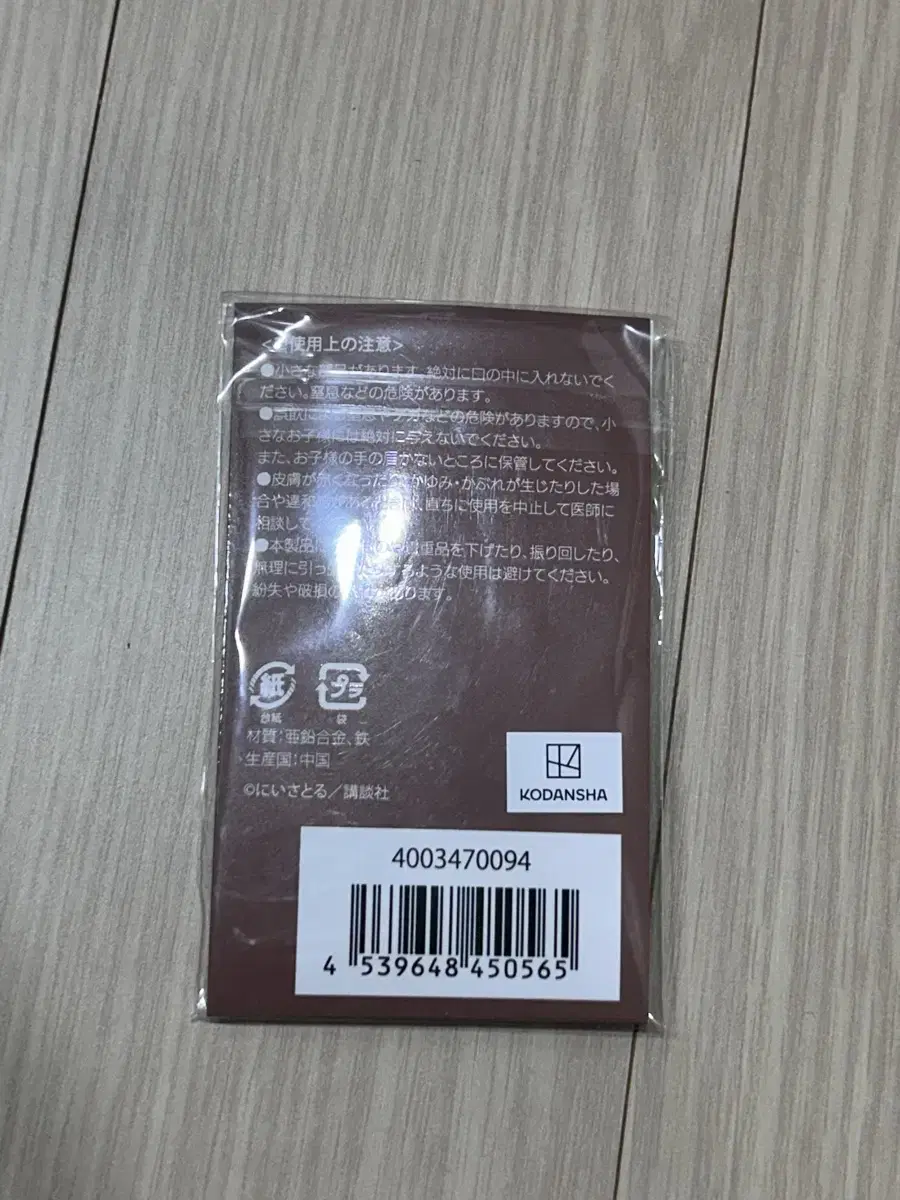 使用上の注意>
●小さな があります。絶対に口の中に入れないでく
ださい。窒息などの危険があります。
などの危険がありますので、小
さなお子様には絶対に与えないでください。
また、お子様の手の届かないところに保管してください。
●皮膚が赤くなったり、かゆみ・かぶれが生じたりした場
合や違和 、直ちに使用を中止して医師に
相談して
●本製品に 重品を下げたり、振り回したり、
無理に引っ ような使用は避けてください。
紛失や破損の ります。
紙
プラ
台紙
袋
材質:亜鉛合金、鉄
生産国:中国
©にいさとる/講談社
KODANSHA
4003470094
4 539648 450565